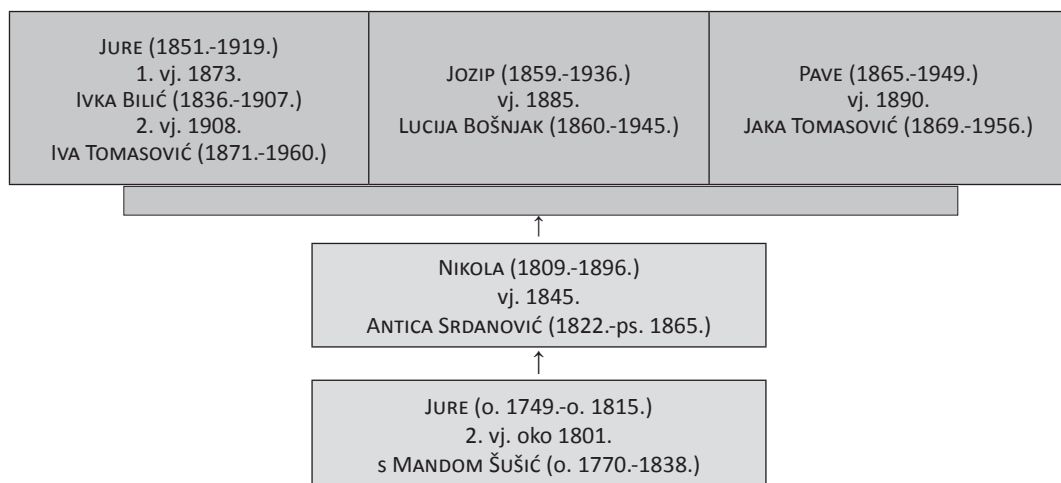 Jure (1851.-1919.)
1. vj. 1873.
Ivka Bilić (1836.-1907.)
2. vj. 1908.
Iva Tomasović (1871.-1960.)
Jozip (1859.-1936.)
vj. 1885.
Lucija Bošnjak (1860.-1945.)
Pave (1865.-1949.)
vj. 1890.
Jaka Tomasović (1869.-1956.)
↑
Nikola (1809.-1896.)
vj. 1845.
Antica Srdanović (1822.-ps. 1865.)
↑
Jure (o. 1749.-o. 1815.)
2. vj. oko 1801.
s Mandom Šušić (o. 1770.-1838.)